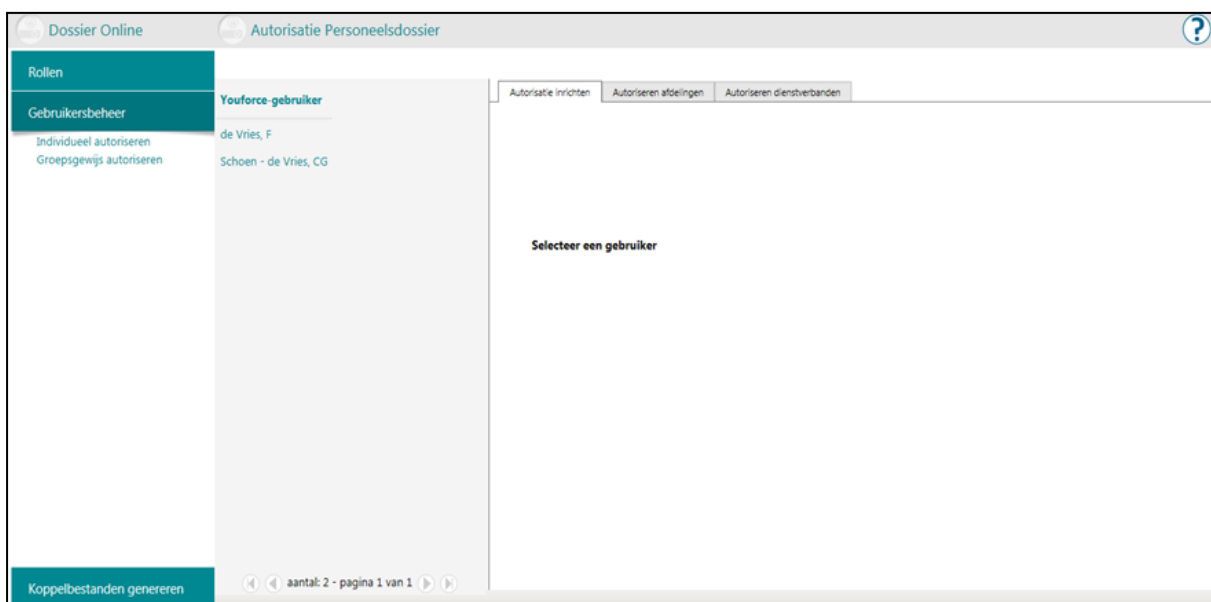 Dossier Online
Autorisatie Personeelsdossier
?
Rollen
Gebruikersbeheer
Individueel autoriseren
Groepsgewijs autoriseren
Koppelbestanden genereren
Youforce-gebruiker
de Vries, F
Schoen - de Vries, CG
aantal: 2 - pagina 1 van 1
Autorisatie inrichten
Autoriseren afdelingen
Autoriseren dienstverbanden
Selecteer een gebruiker